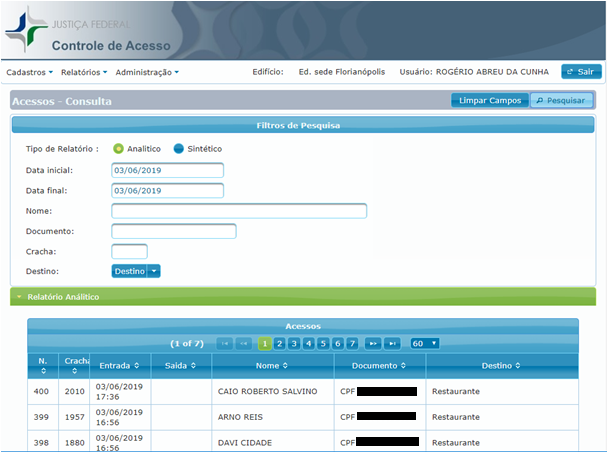 JUSTIÇA FEDERAL
Controle de Acesso
Cadastros Relatórios Administração Edifício: Ed. sede Florianópolis Usuário: ROGÉRIO ABREU DA CUNHA Sair
Acessos - Consulta Limpar Campos Pesquisar
Filtros de Pesquisa
Tipo de Relatório : Analítico Sintético
Data inicial: 03/06/2019
Data final: 03/06/2019
Nome:
Documento:
Cracha:
Destino: Destino
Relatório Análitico
Acessos
(1 of 7) 1 2 3 4 5 6 7 60
N. Crachá Entrada Saída Nome Documento Destino
400 2010 03/06/2019 17:36 CAIO ROBERTO SALVINO CPF Restaurante
399 1957 03/06/2019 16:56 ARNO REIS CPF Restaurante
398 1880 03/06/2019 16:56 DAVI CIDADE CPF Restaurante